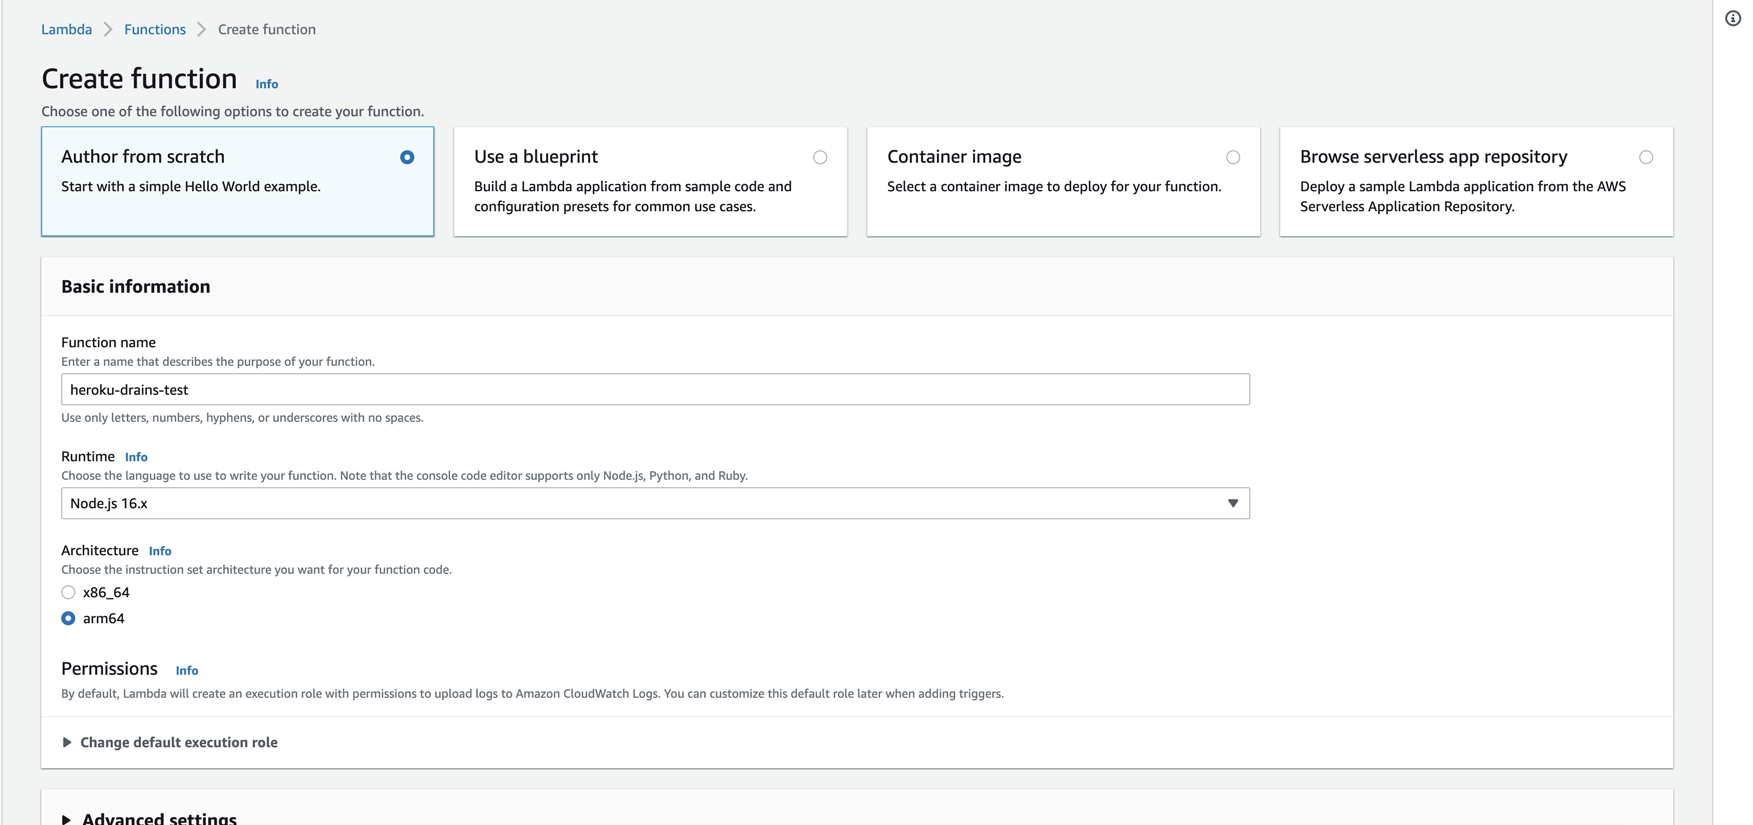 Lambda
Functions
Create function
Create function Info
Choose one of the following options to create your function.
Author from scratch
Start with a simple Hello World example.
Use a blueprint
Build a Lambda application from sample code and
configuration presets for common use cases.
Container image
Select a container image to deploy for your function.
Browse serverless app repository
Deploy a sample Lambda application from the AWS
Serverless Application Repository.
Basic information
Function name
Enter a name that describes the purpose of your function.
heroku-drains-test
Use only letters, numbers, hyphens, or underscores with no spaces.
Runtime Info
Choose the language to use to write your function. Note that the console code editor supports only Node.js, Python, and Ruby.
Node.js 16.x
Architecture Info
Choose the instruction set architecture you want for your function code.
x86_64
arm64
Permissions Info
By default, Lambda will create an execution role with permissions to upload logs to Amazon CloudWatch Logs. You can customize this default role later when adding triggers.
Change default execution role
Advanced settings